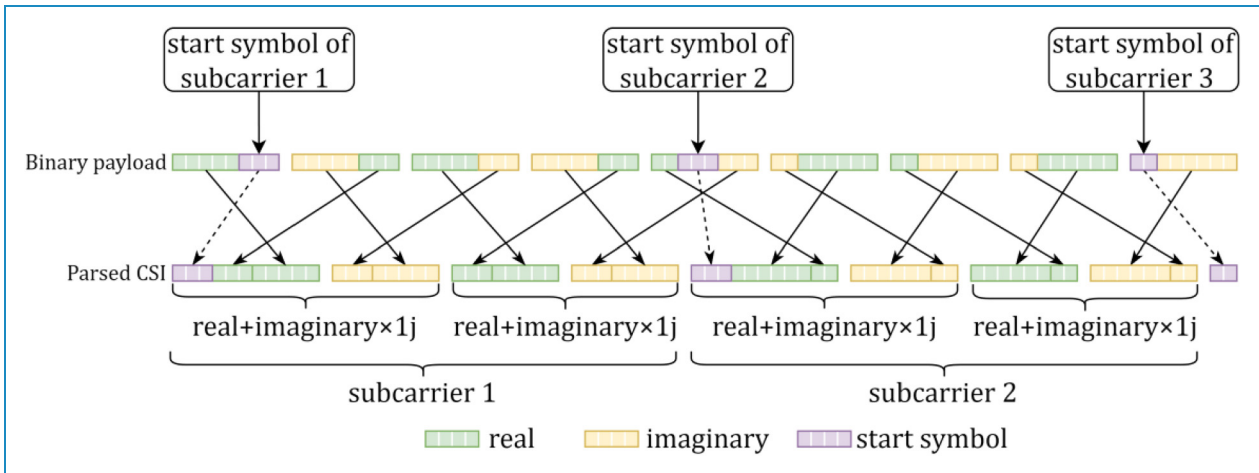 start symbol of
subcarrier 1
start symbol of
subcarrier 2
start symbol of
subcarrier 3
Binary payload
Parsed CSI
real+imaginary×1j
real+imaginary×1j
real+imaginary×1j
real+imaginary×1j
subcarrier 1
subcarrier 2
real
imaginary
start symbol